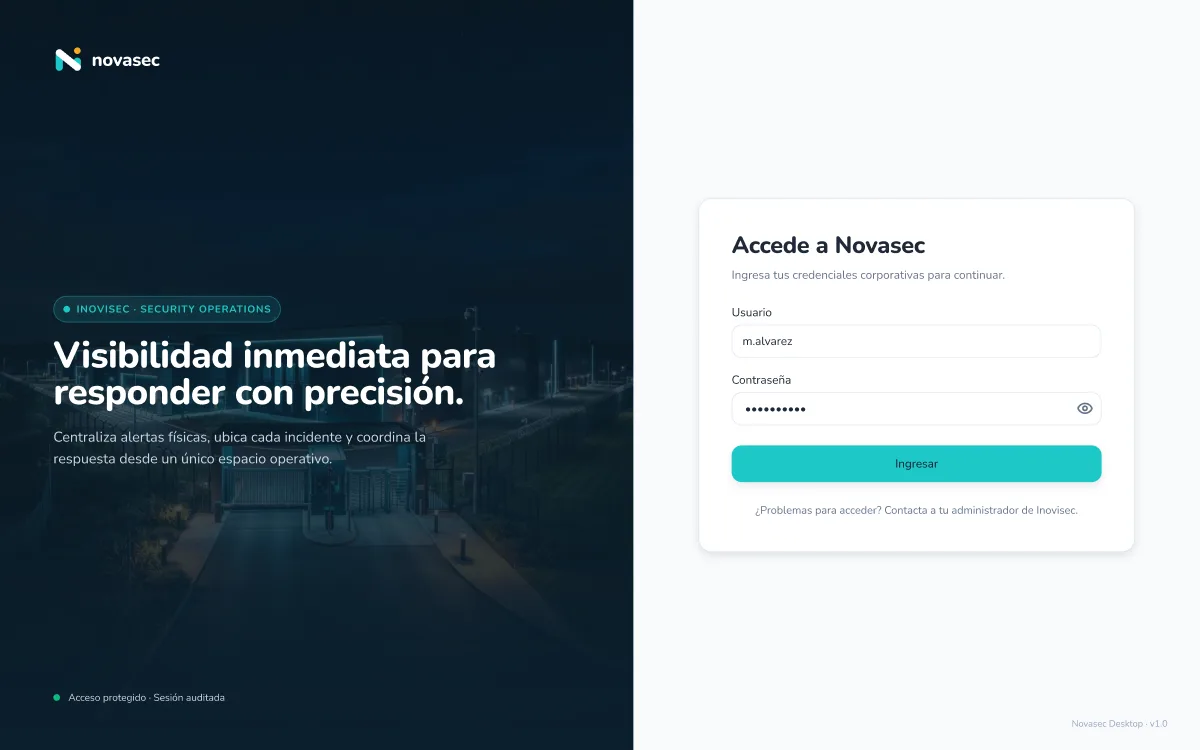 novasec
INOVISEC · SECURITY OPERATIONS
Visibilidad inmediata para
responder con precisión.
Centraliza alertas físicas, ubica cada incidente y coordina la
respuesta desde un único espacio operativo.
Acceso protegido · Sesión auditada
Accede a Novasec
Ingresa tus credenciales corporativas para continuar.
Usuario
m.alvarez
Contraseña
••••••••••
Ingresar
¿Problemas para acceder? Contacta a tu administrador de Inovisec.
Novasec Desktop · v1.0